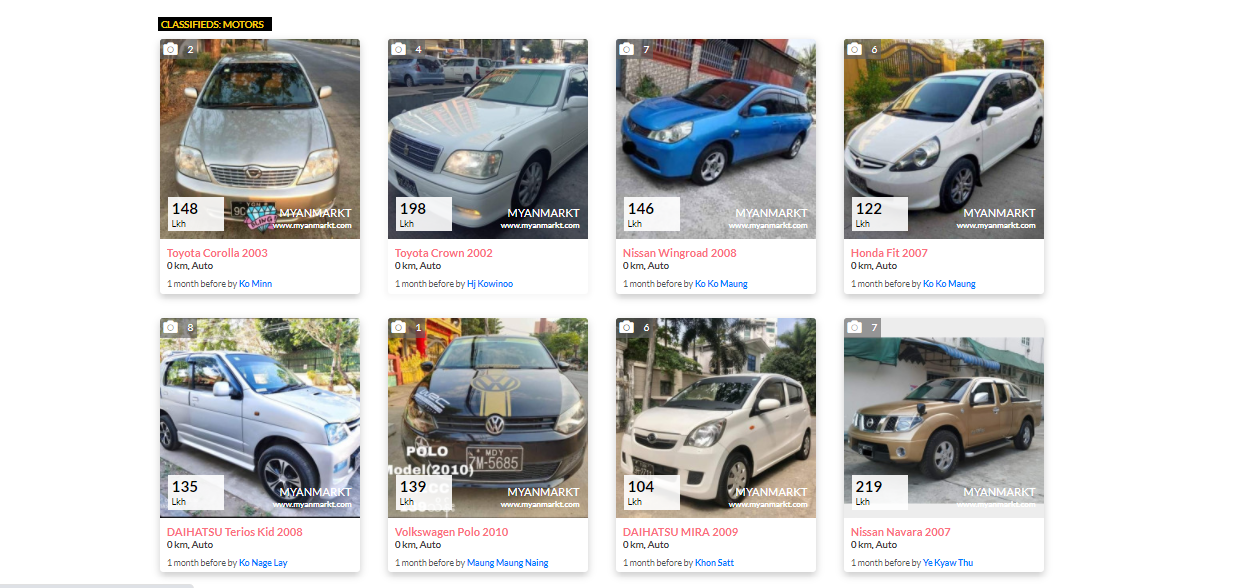 CLASSIFIEDS: MOTORS
2
4
7
6
148
Lkh
MYANMARKT
www.myanmarkt.com
198
Lkh
MYANMARKT
www.myanmarkt.com
146
Lkh
MYANMARKT
www.myanmarkt.com
122
Lkh
MYANMARKT
www.myanmarkt.com
Toyota Corolla 2003
0 km, Auto
1 month before by Ko Minn
Toyota Crown 2002
0 km, Auto
1 month before by Hj Kowinoo
Nissan Wingroad 2008
0 km, Auto
1 month before by Ko Ko Maung
Honda Fit 2007
0 km, Auto
1 month before by Ko Ko Maung
8
1
6
7
135
Lkh
MYANMARKT
www.myanmarkt.com
POLO
Model(2010)
MDY
7M-5685
139
Lkh
MYANMARKT
www.myanmarkt.com
104
Lkh
MYANMARKT
www.myanmarkt.com
219
Lkh
MYANMARKT
www.myanmarkt.com
DAIHATSU Terios Kid 2008
0 km, Auto
1 month before by Ko Nage Lay
Volkswagen Polo 2010
0 km, Auto
1 month before by Maung Maung Naing
DAIHATSU MIRA 2009
0 km, Auto
1 month before by Khon Satt
Nissan Navara 2007
0 km, Auto
1 month before by Ye Kyaw Thu